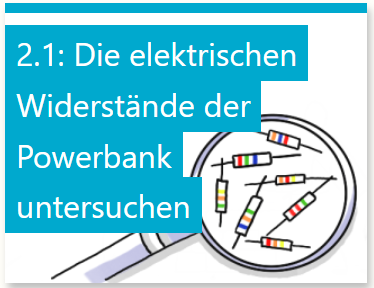 2.1: Die elektrischen
Widerstände der
Powerbank
untersuchen